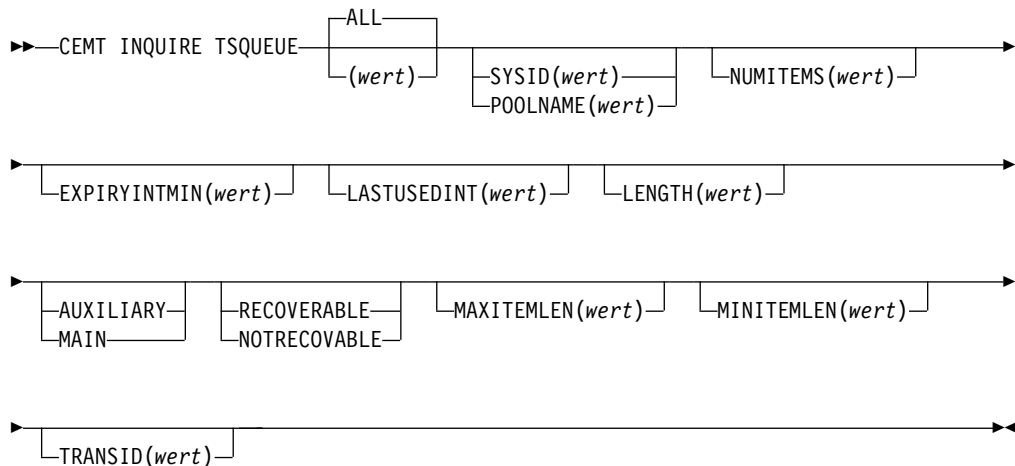 ALL
CEMT INQUIRE TSQUEUE
(wert)
SYSID(wert)
POOLNAME(wert)
NUMITEMS(wert)
EXPIRYINTMIN(wert)
LASTUSEDINT(wert)
LENGTH(wert)
AUXILIARY
MAIN
RECOVERABLE
NOTRECOVABLE
MAXITEMLEN(wert)
MINITEMLEN(wert)
TRANSID(wert)